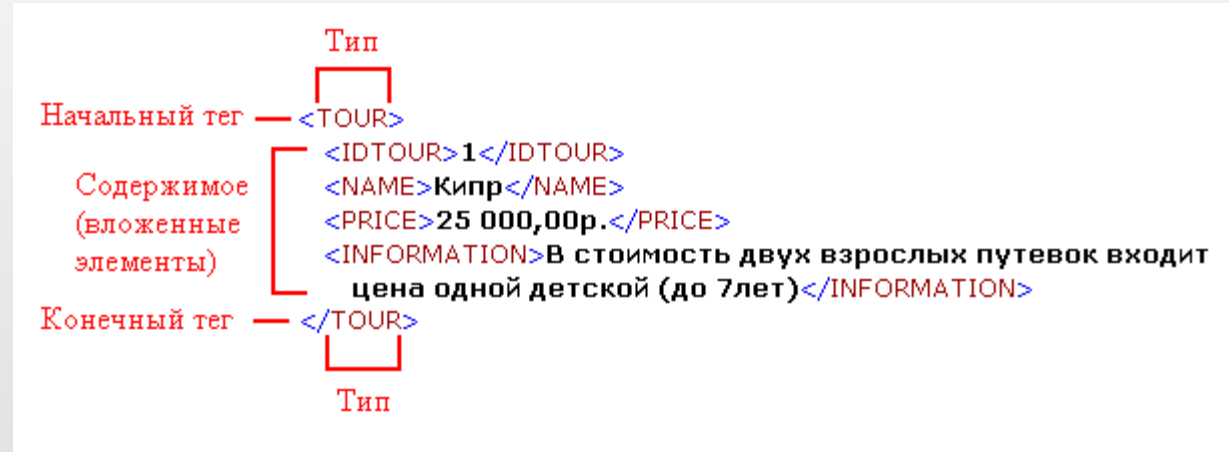 Тип
Начальный тег <TOUR>
<IDTOUR>1</IDTOUR>
Содержимое <NAME>Кипр</NAME>
(вложенные <PRICE>25 000,00р.</PRICE>
элементы) <INFORMATION>В стоимость двух взрослых путевок входит
цена одной детской (до 7лет)</INFORMATION>
Конечный тег </TOUR>
Тип